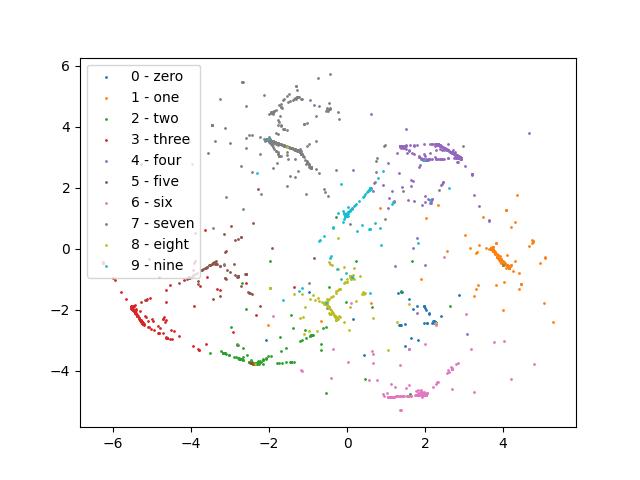 6
4
2
0
−2
−4
−6
−4
−2
0
2
4
0 - zero
1 - one
2 - two
3 - three
4 - four
5 - five
6 - six
7 - seven
8 - eight
9 - nine